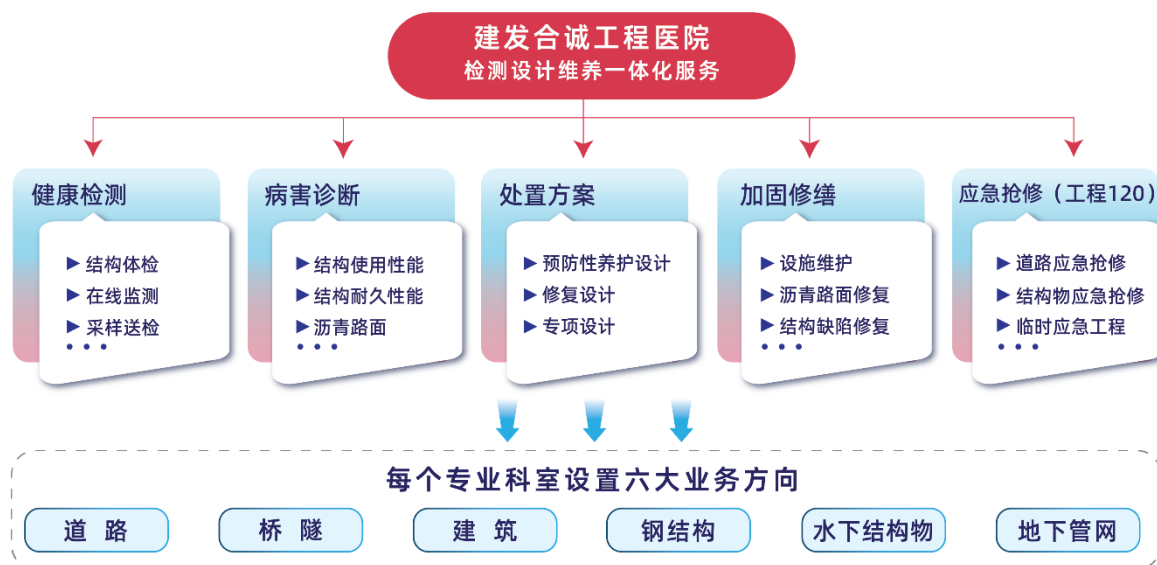 建发合诚工程医院
检测设计维养一体化服务
健康检测
结构体检
在线监测
采样送检
病害诊断
结构使用性能
结构耐久性能
沥青路面
处置方案
预防性养护设计
修复设计
专项设计
加固修缮
设施维护
沥青路面修复
结构缺陷修复
应急抢修（工程120）
道路应急抢修
结构物应急抢修
临时应急工程
每个专业科室设置六大业务方向
道路
桥隧
建筑
钢结构
水下结构物
地下管网